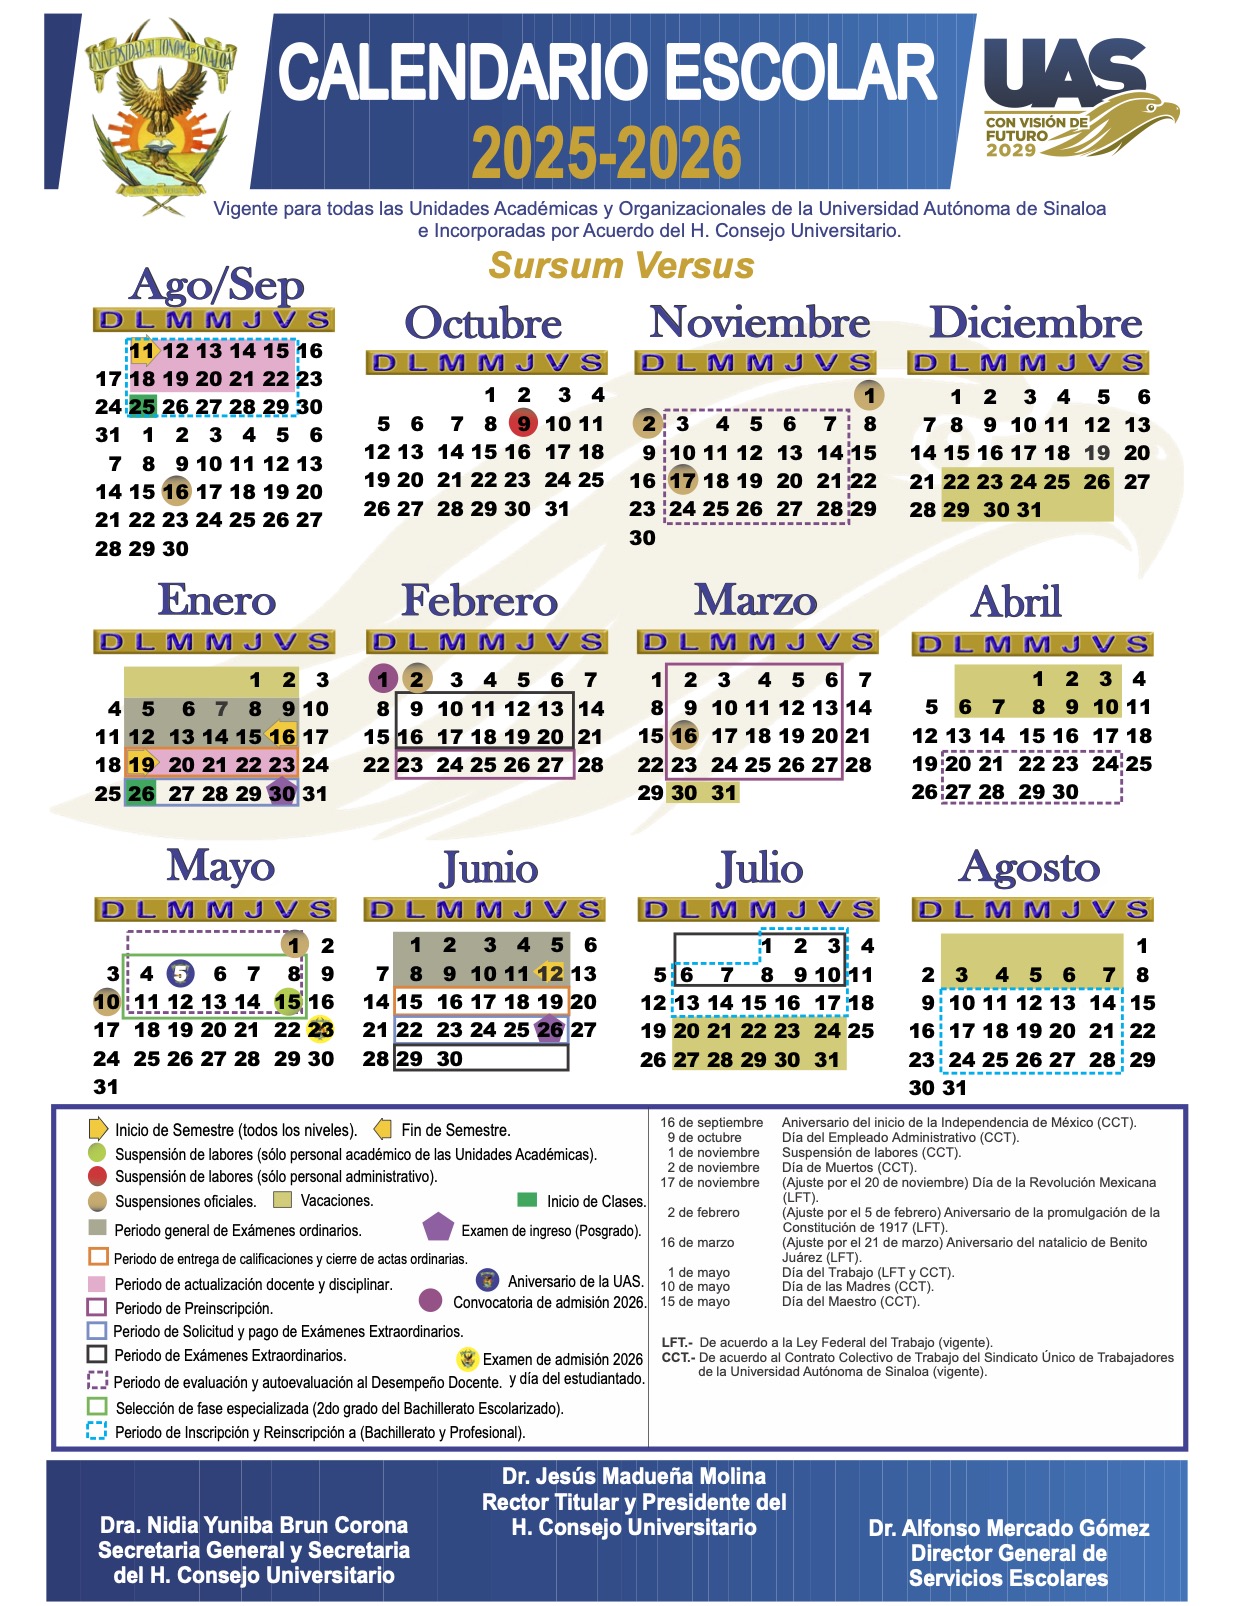 UNIVERSIDAD AUTONOMA DE SINALOA
CALENDARIO ESCOLAR
2025-2026
UAS
CON VISIÓN DE
FUTURO
2029
Vigente para todas las Unidades Académicas y Organizacionales de la Universidad Autónoma de Sinaloa
e Incorporadas por Acuerdo del H. Consejo Universitario.
Sursum Versus
Ago/Sep
D L M M J V S
11 12 13 14 15 16
17 18 19 20 21 22 23
24 25 26 27 28 29 30
31 1 2 3 4 5 6
7 8 9 10 11 12 13
14 15 16 17 18 19 20
21 22 23 24 25 26 27
28 29 30
Octubre
D L M M J V S
1 2 3 4
5 6 7 8 9 10 11
12 13 14 15 16 17 18
19 20 21 22 23 24 25
26 27 28 29 30 31
Noviembre
D L M M J V S
1
2 3 4 5 6 7 8
9 10 11 12 13 14 15
16 17 18 19 20 21 22
23 24 25 26 27 28 29
30
Diciembre
D L M M J V S
1 2 3 4 5 6
7 8 9 10 11 12 13
14 15 16 17 18 19 20
21 22 23 24 25 26 27
28 29 30 31
Enero
D L M M J V S
1 2 3
4 5 6 7 8 9 10
11 12 13 14 15 16 17
18 19 20 21 22 23 24
25 26 27 28 29 30 31
Febrero
D L M M J V S
1 2 3 4 5 6 7
8 9 10 11 12 13 14
15 16 17 18 19 20 21
22 23 24 25 26 27 28
Marzo
D L M M J V S
1 2 3 4 5 6 7
8 9 10 11 12 13 14
15 16 17 18 19 20 21
22 23 24 25 26 27 28
29 30 31
Abril
D L M M J V S
1 2 3 4
5 6 7 8 9 10 11
12 13 14 15 16 17 18
19 20 21 22 23 24 25
26 27 28 29 30
Mayo
D L M M J V S
1 2
3 4 5 6 7 8 9
10 11 12 13 14 15 16
17 18 19 20 21 22 23
24 25 26 27 28 29 30
31
Junio
D L M M J V S
1 2 3 4 5 6
7 8 9 10 11 12 13
14 15 16 17 18 19 20
21 22 23 24 25 26 27
28 29 30
Julio
D L M M J V S
1 2 3 4
5 6 7 8 9 10 11
12 13 14 15 16 17 18
19 20 21 22 23 24 25
26 27 28 29 30 31
Agosto
D L M M J V S
1
2 3 4 5 6 7 8
9 10 11 12 13 14 15
16 17 18 19 20 21 22
23 24 25 26 27 28 29
30 31
Inicio de Semestre (todos los niveles). Fin de Semestre.
Suspensión de labores (sólo personal académico de las Unidades Académicas).
Suspensión de labores (sólo personal administrativo).
Suspensiones oficiales. Vacaciones. Inicio de Clases.
Periodo general de Exámenes ordinarios. Examen de ingreso (Posgrado).
Periodo de entrega de calificaciones y cierre de actas ordinarias.
Periodo de actualización docente y disciplinar. Aniversario de la UAS.
Periodo de Preinscripción. Convocatoria de admisión 2026.
Periodo de Solicitud y pago de Exámenes Extraordinarios.
Periodo de Exámenes Extraordinarios. Examen de admisión 2026
y día del estudiantado.
Periodo de evaluación y autoevaluación al Desempeño Docente.
Selección de fase especializada (2do grado del Bachillerato Escolarizado).
Periodo de Inscripción y Reinscripción a (Bachillerato y Profesional).
16 de septiembre Aniversario del inicio de la Independencia de México (CCT).
9 de octubre Día del Empleado Administrativo (CCT).
1 de noviembre Suspensión de labores (CCT).
2 de noviembre Día de Muertos (CCT).
17 de noviembre (Ajuste por el 20 de noviembre) Día de la Revolución Mexicana
(LFT).
2 de febrero (Ajuste por el 5 de febrero) Aniversario de la promulgación de la
Constitución de 1917 (LFT).
16 de marzo (Ajuste por el 21 de marzo) Aniversario del natalicio de Benito
Juárez (LFT).
1 de mayo Día del Trabajo (LFT y CCT).
10 de mayo Día de las Madres (CCT).
15 de mayo Día del Maestro (CCT).
LFT.- De acuerdo a la Ley Federal del Trabajo (vigente).
CCT.- De acuerdo al Contrato Colectivo de Trabajo del Sindicato Único de Trabajadores
de la Universidad Autónoma de Sinaloa (vigente).
Dra. Nidia Yuniba Brun Corona
Secretaria General y Secretaria
del H. Consejo Universitario
Dr. Jesús Madueña Molina
Rector Titular y Presidente del
H. Consejo Universitario
Dr. Alfonso Mercado Gómez
Director General de
Servicios Escolares